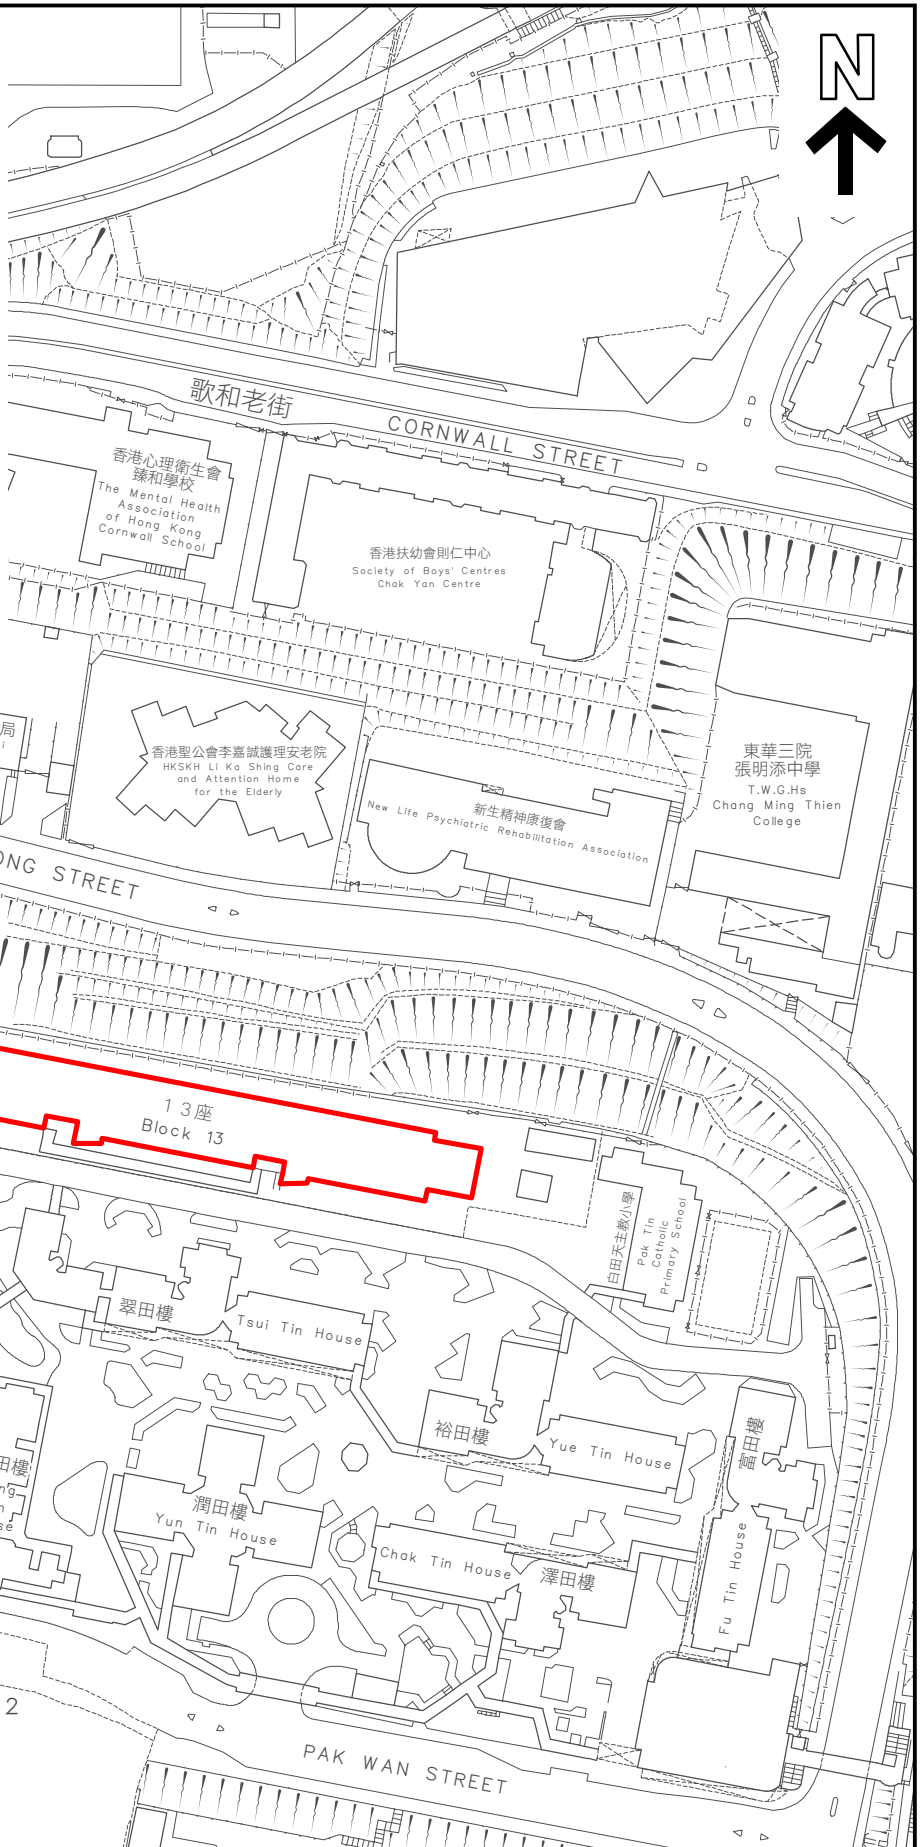 N
歌和老街
CORNWALL STREET
香港心理衛生會
臻和學校
The Mental Health
Association
of Hong Kong
Cornwall School
香港扶幼會則仁中心
Society of Boys' Centres
Chak Yan Centre
局
i
香港聖公會李嘉誠護理安老院
HKSKH Li Ka Shing Care
and Attention Home
for the Elderly
新生精神康復會
New Life Psychiatric Rehabilitation Association
東華三院
張明添中學
T.W.G.Hs
Chang Ming Thien
College
ONG STREET
13座
Block 13
白田天主教小學
Pak Tin
Catholic
Primary School
翠田樓
Tsui Tin House
裕田樓
Yue Tin House
富田樓
Fu Tin House
田樓
ng
n
se
潤田樓
Yun Tin House
Chak Tin House
澤田樓
2
PAK WAN STREET